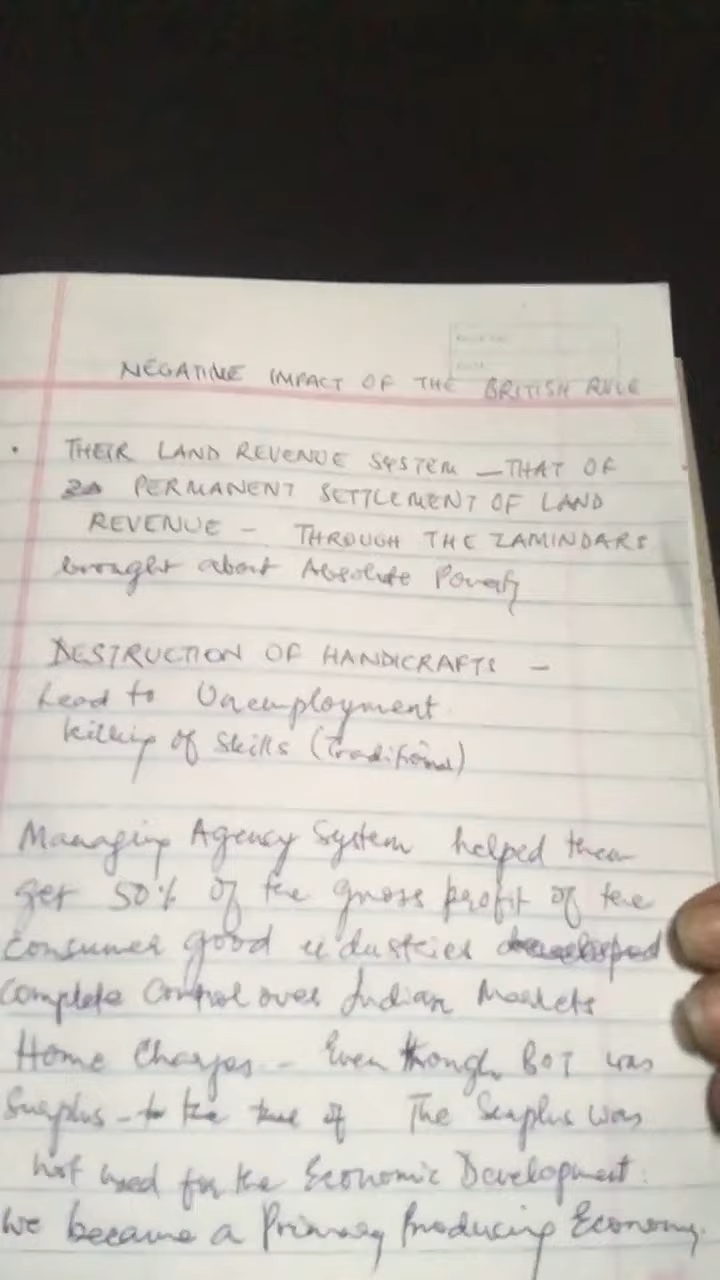 NEGATIVE IMPACT OF THE BRITISH RULE
• THEIR LAND REVENUE SYSTEM – THAT OF
PERMANENT SETTLEMENT OF LAND
REVENUE – THROUGH THE ZAMINDARS
brought about Absolute Poverty
DESTRUCTION OF HANDICRAFTS –
Lead to Unemployment
Killing of skills (Traditional)
Managing Agency System helped them
get 50% of the gross profit of the
consumer good industries
complete control over Indian Markets
Home Charges – Even though BOT was
Surplus – The Surplus was
not used for the Economic Development.
We became a Primary Producing Economy.